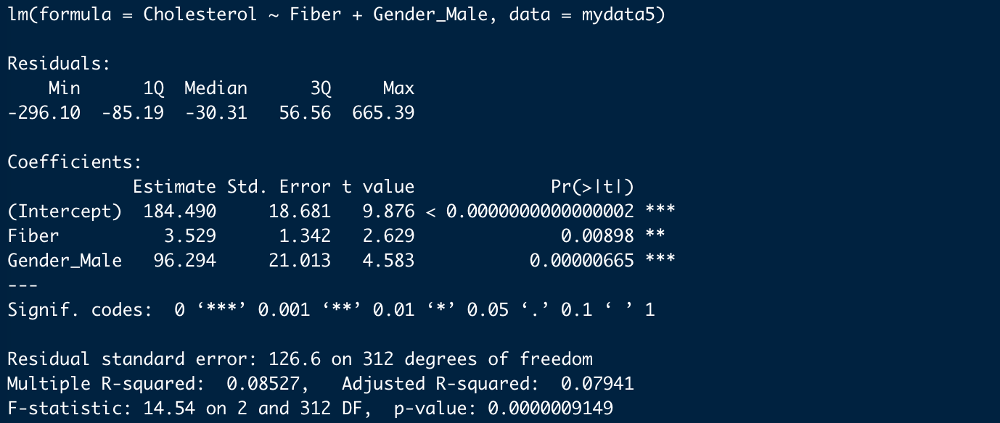 lm(formula = Cholesterol ~ Fiber + Gender_Male, data = mydata5)

Residuals:
    Min      1Q  Median      3Q     Max
-296.10  -85.19  -30.31   56.56  665.39

Coefficients:
            Estimate Std. Error t value             Pr(>|t|)
(Intercept)  184.490     18.681   9.876 < 0.0000000000000002 ***
Fiber          3.529      1.342   2.629              0.00898 **
Gender_Male   96.294     21.013   4.583           0.00000665 ***
---
Signif. codes:  0 ‘***’ 0.001 ‘**’ 0.01 ‘*’ 0.05 ‘.’ 0.1 ‘ ’ 1

Residual standard error: 126.6 on 312 degrees of freedom
Multiple R-squared:  0.08527,	Adjusted R-squared:  0.07941
F-statistic: 14.54 on 2 and 312 DF,  p-value: 0.0000009149